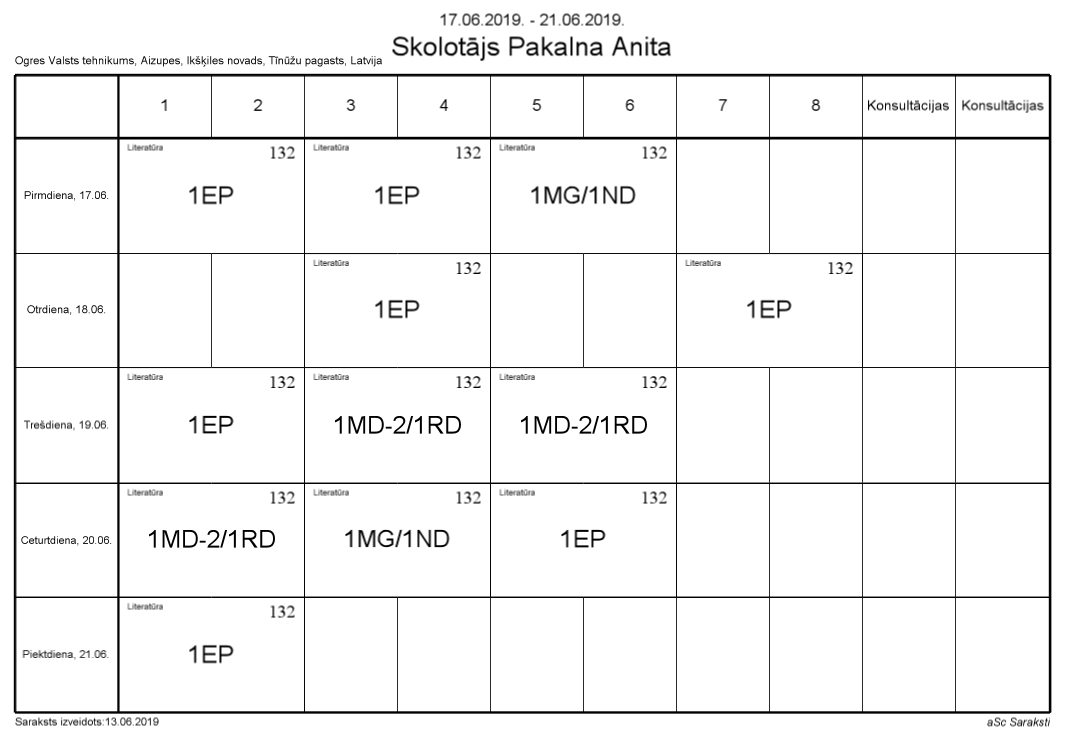 17.06.2019. - 21.06.2019.
Skolotājs Pakalna Anita
Ogres Valsts tehnikums, Aizupes, Ikšķiles novads, Tīnūžu pagasts, Latvija
1 2 3 4 5 6 7 8 Konsultācijas Konsultācijas
Literatūra 132 Literatūra 132 Literatūra 132
Pirmdiena, 17.06. 1EP 1EP 1MG/1ND
Literatūra 132 Literatūra 132
Otrdiena, 18.06. 1EP 1EP
Literatūra 132 Literatūra 132 Literatūra 132
Trešdiena, 19.06. 1EP 1MD-2/1RD 1MD-2/1RD
Literatūra 132 Literatūra 132 Literatūra 132
Ceturtdiena, 20.06. 1MD-2/1RD 1MG/1ND 1EP
Literatūra 132
Piektdiena, 21.06. 1EP
Saraksts izveidots:13.06.2019 aSc Saraksti